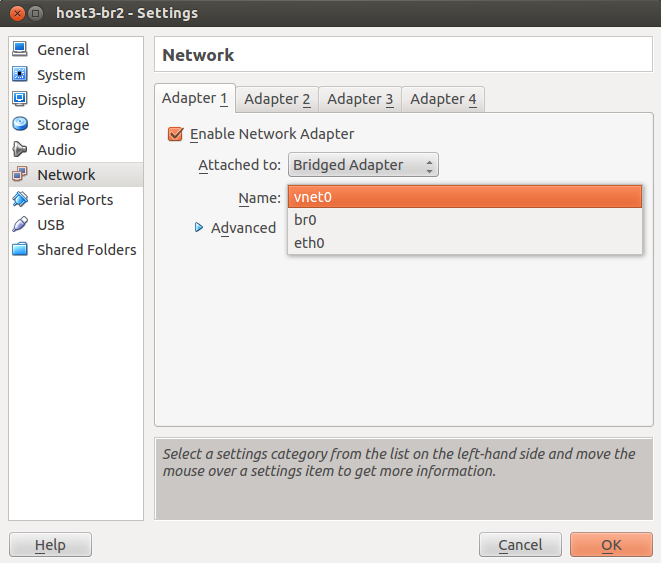 host3-br2 - Settings
General
System
Display
Storage
Audio
Network
Serial Ports
USB
Shared Folders
Network
Adapter 1
Adapter 2
Adapter 3
Adapter 4
Enable Network Adapter
Attached to: Bridged Adapter
Name: vnet0
br0
eth0
Advanced
Select a settings category from the list on the left-hand side and move the
mouse over a settings item to get more information.
Help
Cancel
OK